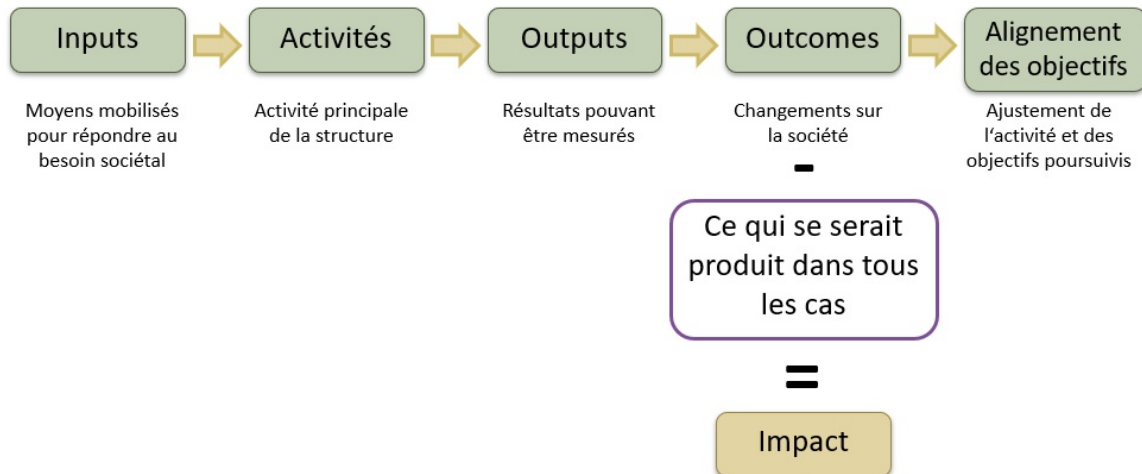 Inputs
Activités
Outputs
Outcomes
Alignement
des objectifs
Moyens mobilisés
pour répondre au
besoin sociétal
Activité principale
de la structure
Résultats pouvant
être mesurés
Changements sur
la société
Ajustement de
l‘activité et des
objectifs poursuivis
-
Ce qui se serait
produit dans tous
les cas
=
Impact